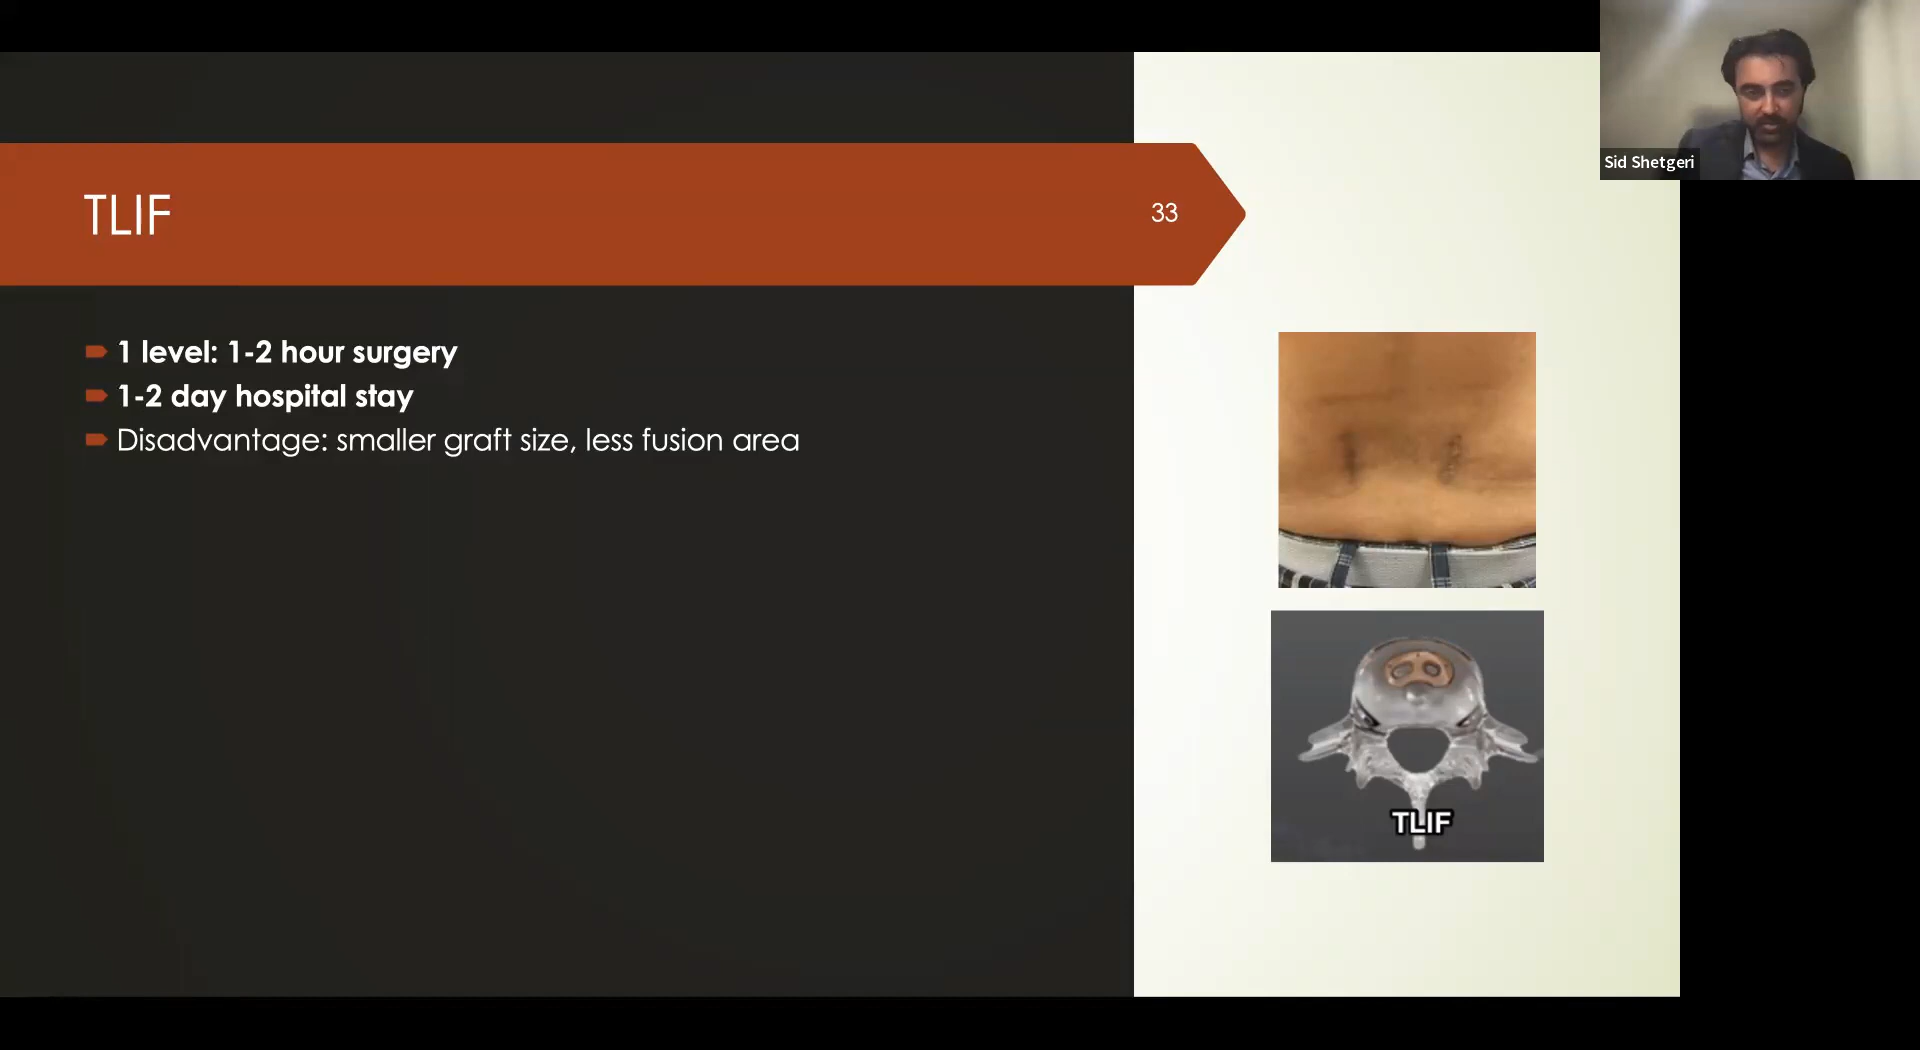 TLIF
33
1 level: 1-2 hour surgery
1-2 day hospital stay
Disadvantage: smaller graft size, less fusion area
TLIF
Sid Shetgeri